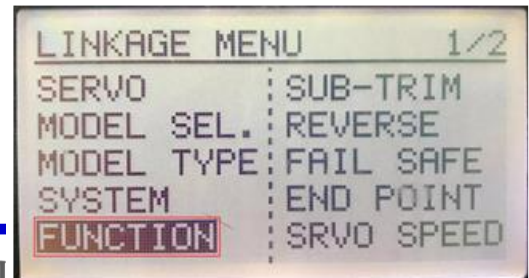 LINKAGE MENU 1/2
SERVO SUB-TRIM
MODEL SEL. REVERSE
MODEL TYPE FAIL SAFE
SYSTEM END POINT
FUNCTION SRVO SPEED